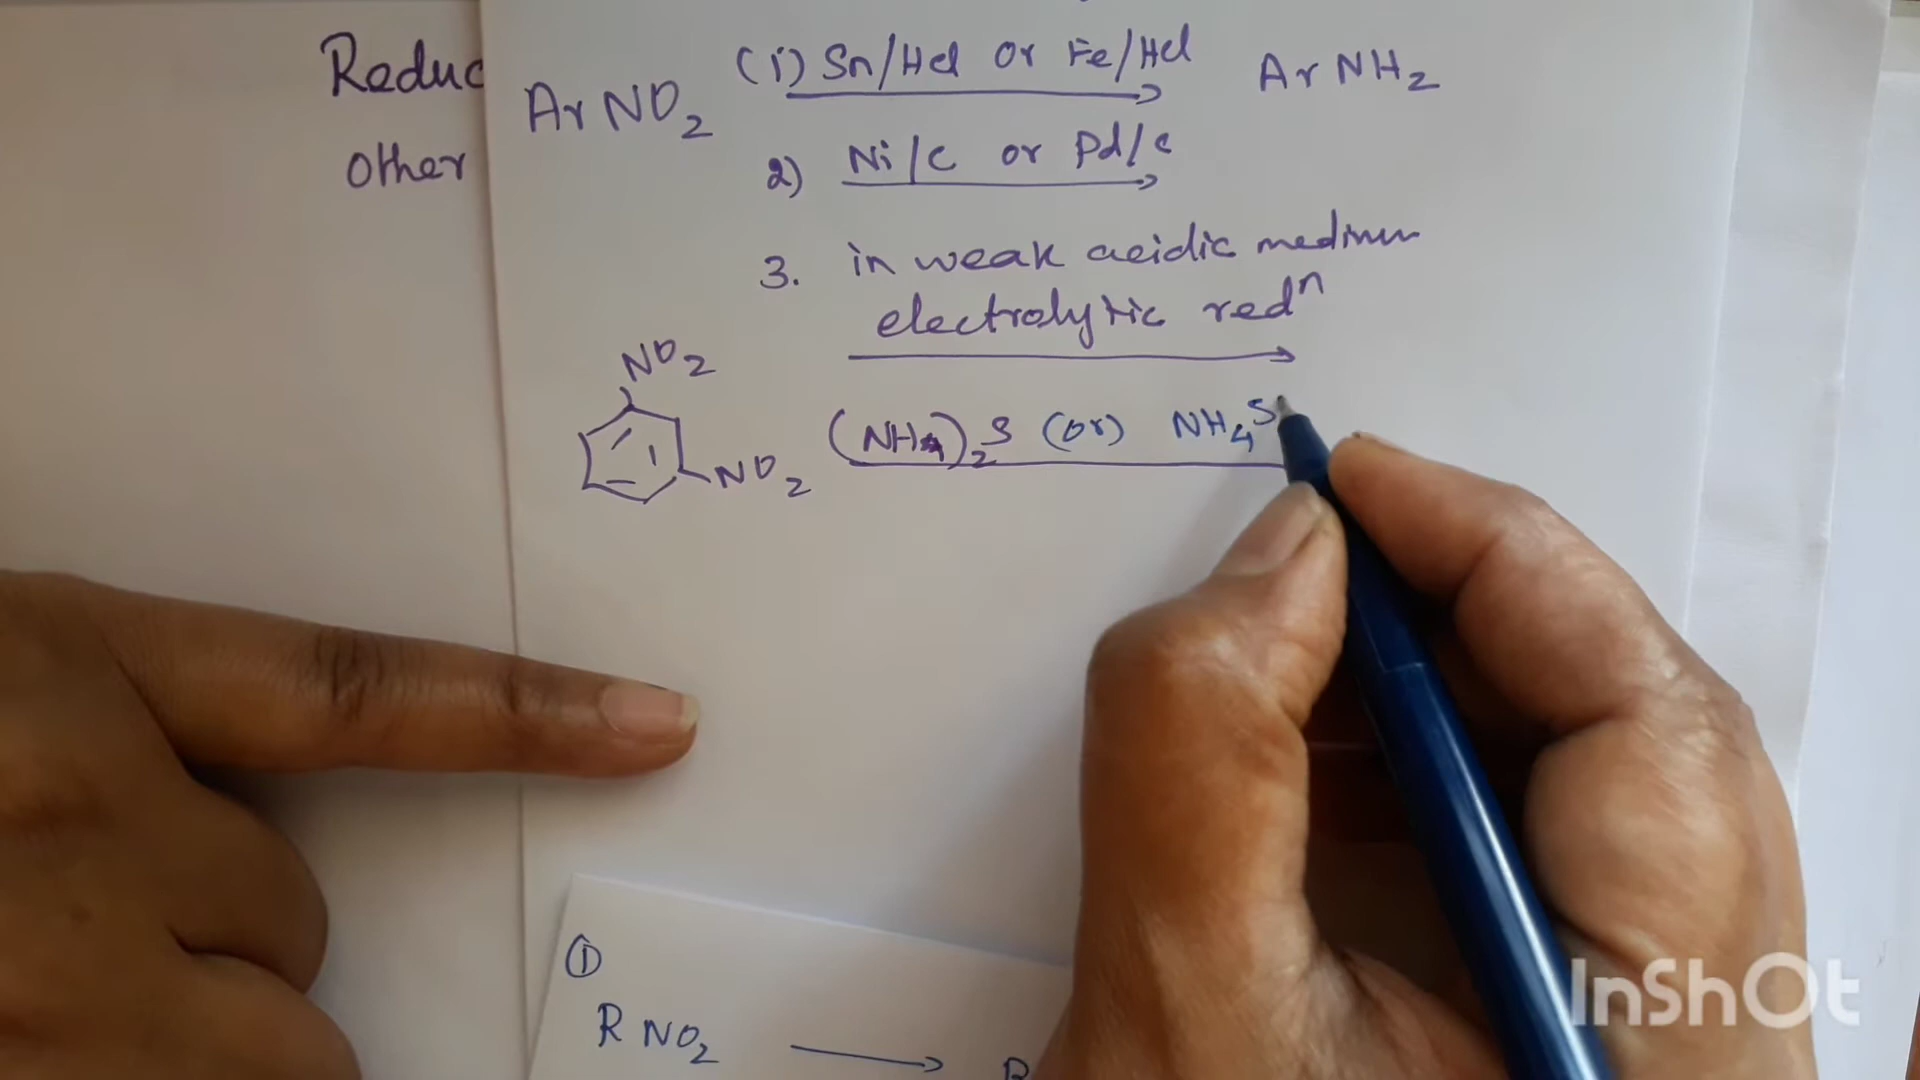 Reduc
other
ArNO2 (i) Sn/HCl or Fe/HCl ArNH2
2) Ni/C or Pd/C
3. in weak acidic medium
electrolytic redn
NO2
NO2 (NH4)2S (or) NH4S
①
RNO2
InShOt